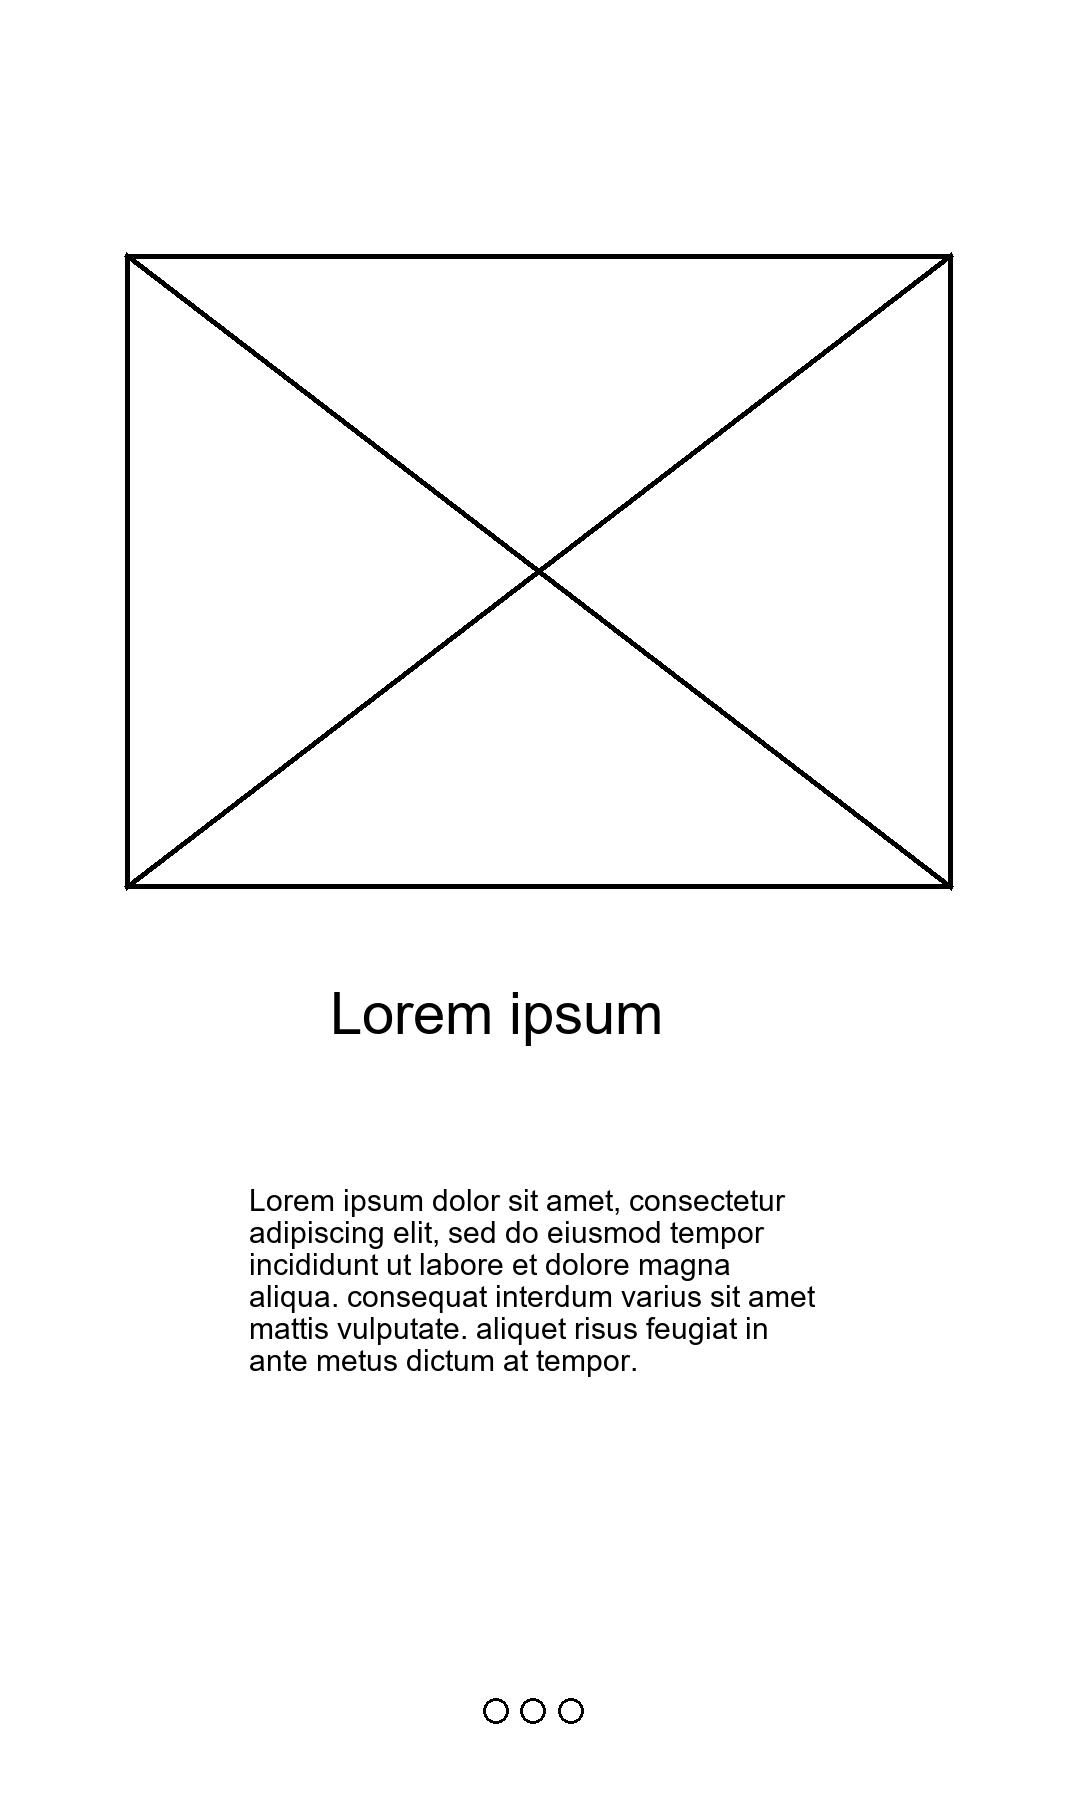 Lorem ipsum
Lorem ipsum dolor sit amet, consectetur
adipiscing elit, sed do eiusmod tempor
incididunt ut labore et dolore magna
aliqua. consequat interdum varius sit amet
mattis vulputate. aliquet risus feugiat in
ante metus dictum at tempor.